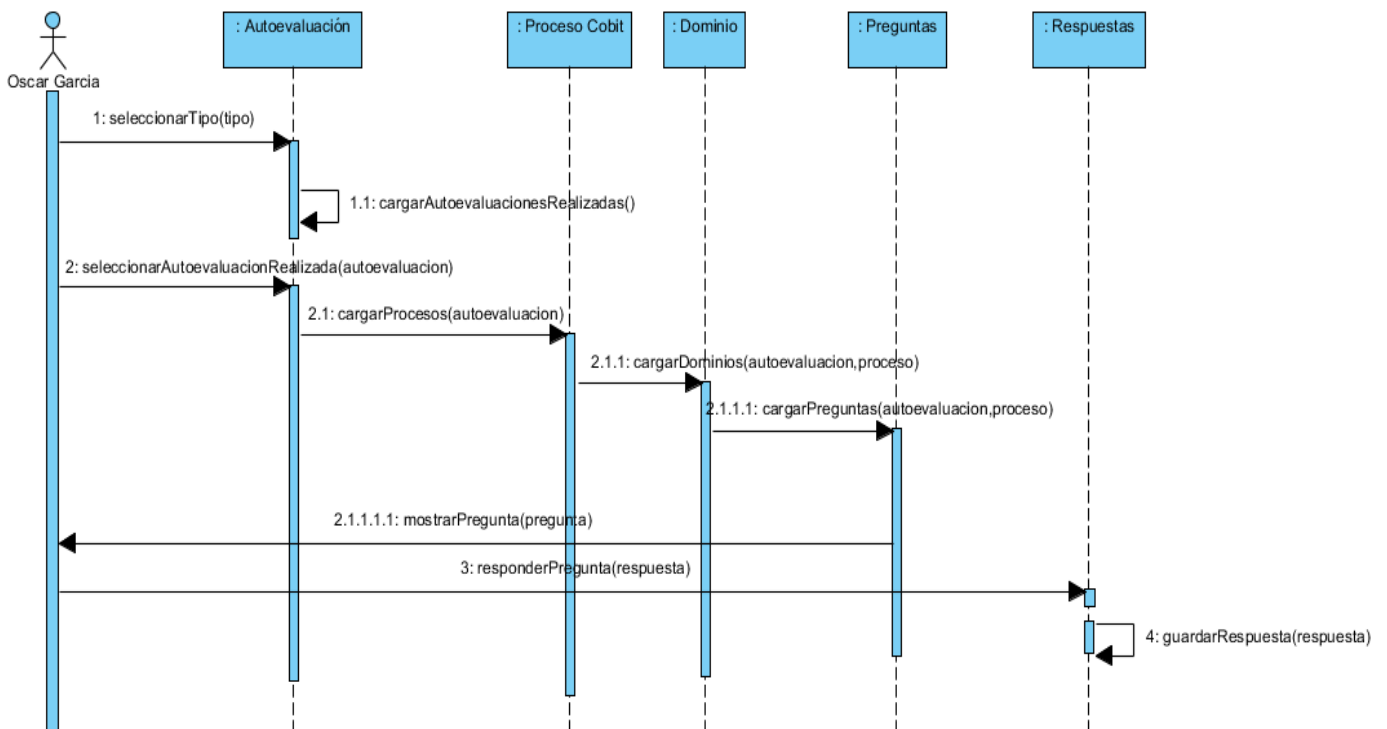 : Autoevaluación
: Proceso Cobit
: Dominio
: Preguntas
: Respuestas
Oscar Garcia
1: seleccionarTipo(tipo)
1.1: cargarAutoevaluacionesRealizadas()
2: seleccionarAutoevaluacionRealizada(autoevaluacion)
2.1: cargarProcesos(autoevaluacion)
2.1.1: cargarDominios(autoevaluacion,proceso)
2.1.1.1: cargarPreguntas(autoevaluacion,proceso)
2.1.1.1.1: mostrarPregunta(pregunta)
3: responderPregunta(respuesta)
4: guardarRespuesta(respuesta)